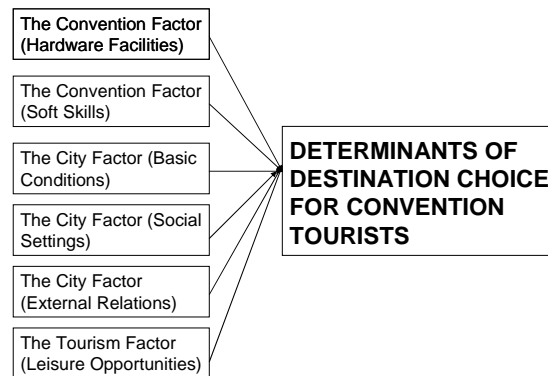 The Convention Factor
(Hardware Facilities)
The Convention Factor
(Soft Skills)
The City Factor (Basic
Conditions)
The City Factor (Social
Settings)
The City Factor
(External Relations)
The Tourism Factor
(Leisure Opportunities)
DETERMINANTS OF
DESTINATION CHOICE
FOR CONVENTION
TOURISTS